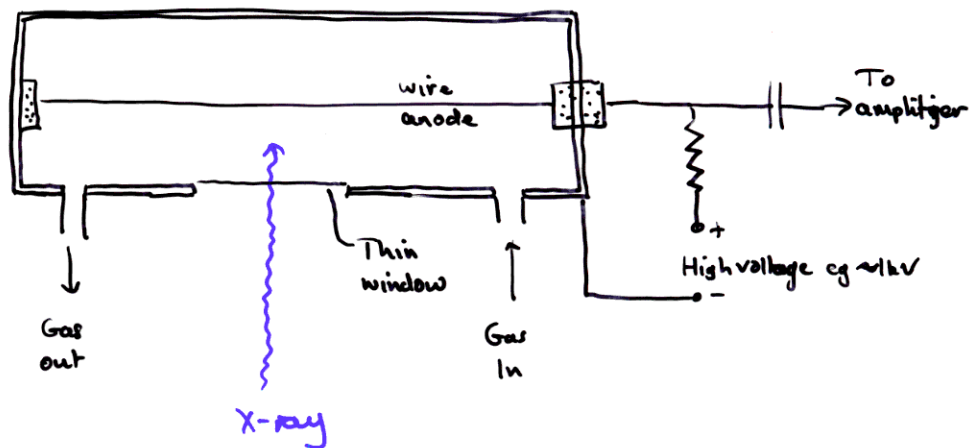 wire
anode
To
amplifier
+
High voltage eg ~1kV
-
Thin
window
Gas
out
Gas
In
X-ray